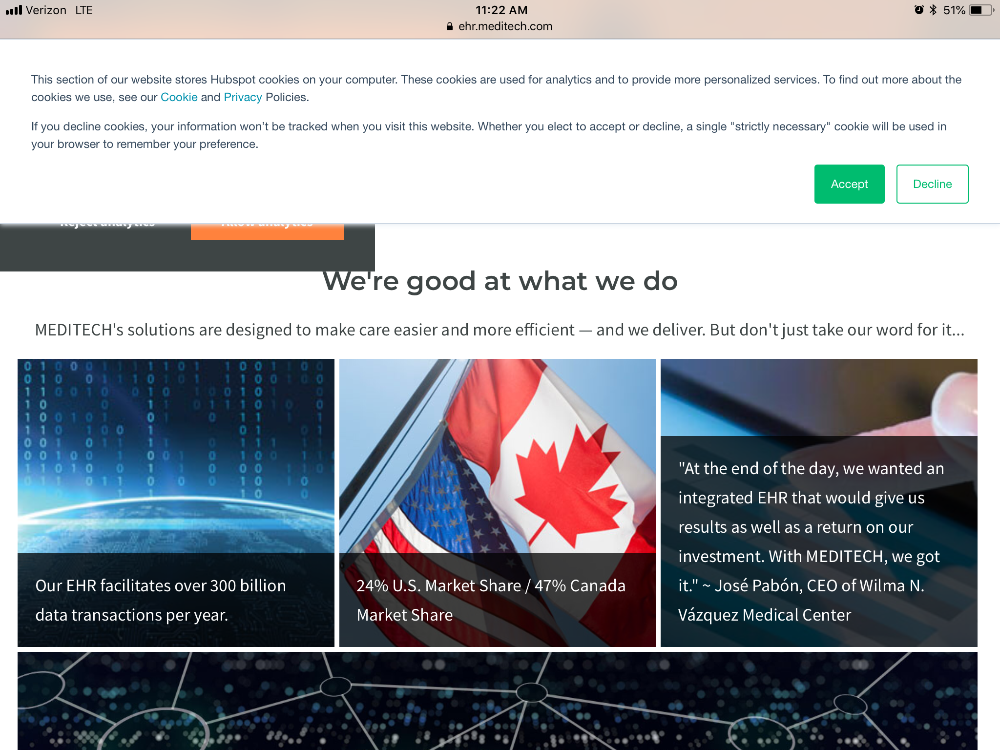 Verizon LTE
11:22 AM
51%
ehr.meditech.com
This section of our website stores Hubspot cookies on your computer. These cookies are used for analytics and to provide more personalized services. To find out more about the
cookies we use, see our Cookie and Privacy Policies.
If you decline cookies, your information won’t be tracked when you visit this website. Whether you elect to accept or decline, a single "strictly necessary" cookie will be used in
your browser to remember your preference.
Accept
Decline
Reject analytics
Allow analytics
We're good at what we do
MEDITECH's solutions are designed to make care easier and more efficient — and we deliver. But don't just take our word for it...
Our EHR facilitates over 300 billion
data transactions per year.
24% U.S. Market Share / 47% Canada
Market Share
"At the end of the day, we wanted an
integrated EHR that would give us
results as well as a return on our
investment. With MEDITECH, we got
it." ~ José Pabón, CEO of Wilma N.
Vázquez Medical Center